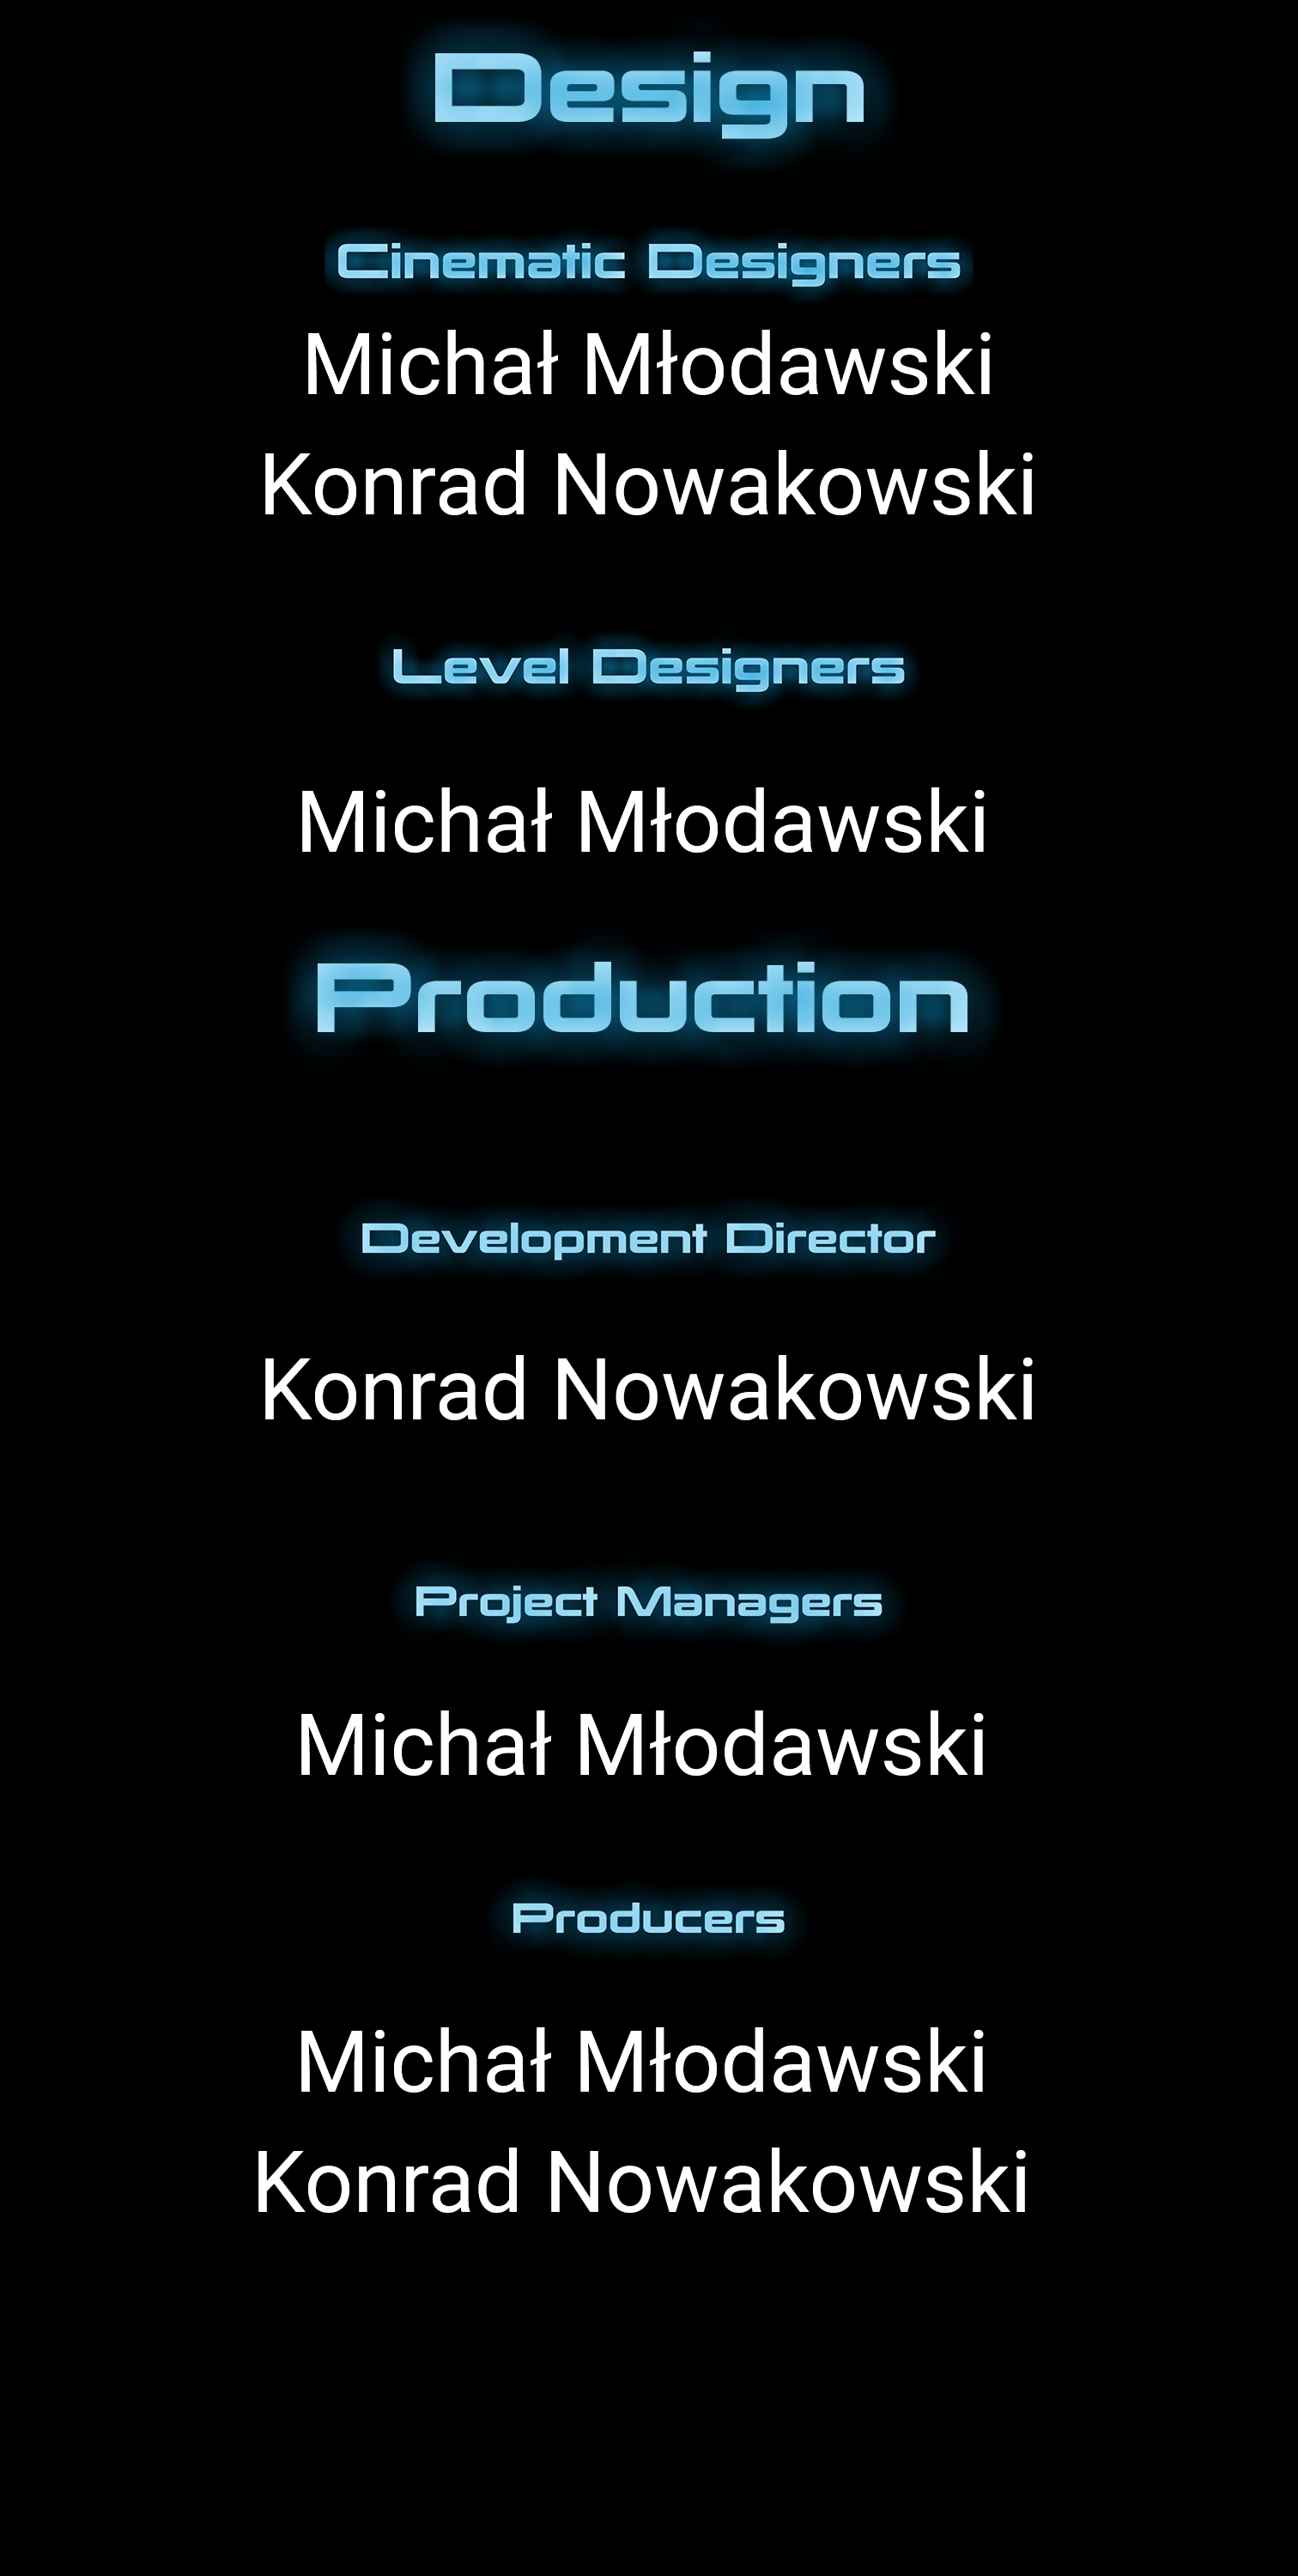 Design
Cinematic Designers
Michał Młodawski
Konrad Nowakowski
Level Designers
Michał Młodawski
Production
Development Director
Konrad Nowakowski
Project Managers
Michał Młodawski
Producers
Michał Młodawski
Konrad Nowakowski